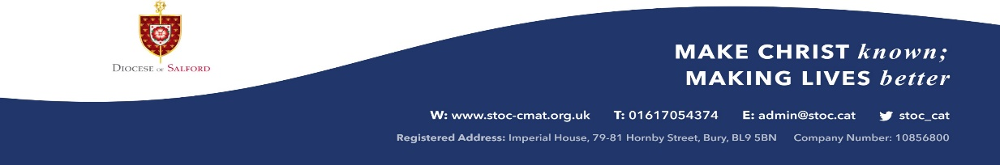 DIOCESE OF SALFORD
MAKE CHRIST known;
MAKING LIVES better
W: www.stoc-cmat.org.uk T: 01617054374 E: admin@stoc.cat stoc_cat
Registered Address: Imperial House, 79-81 Hornby Street, Bury, BL9 5BN Company Number: 10856800